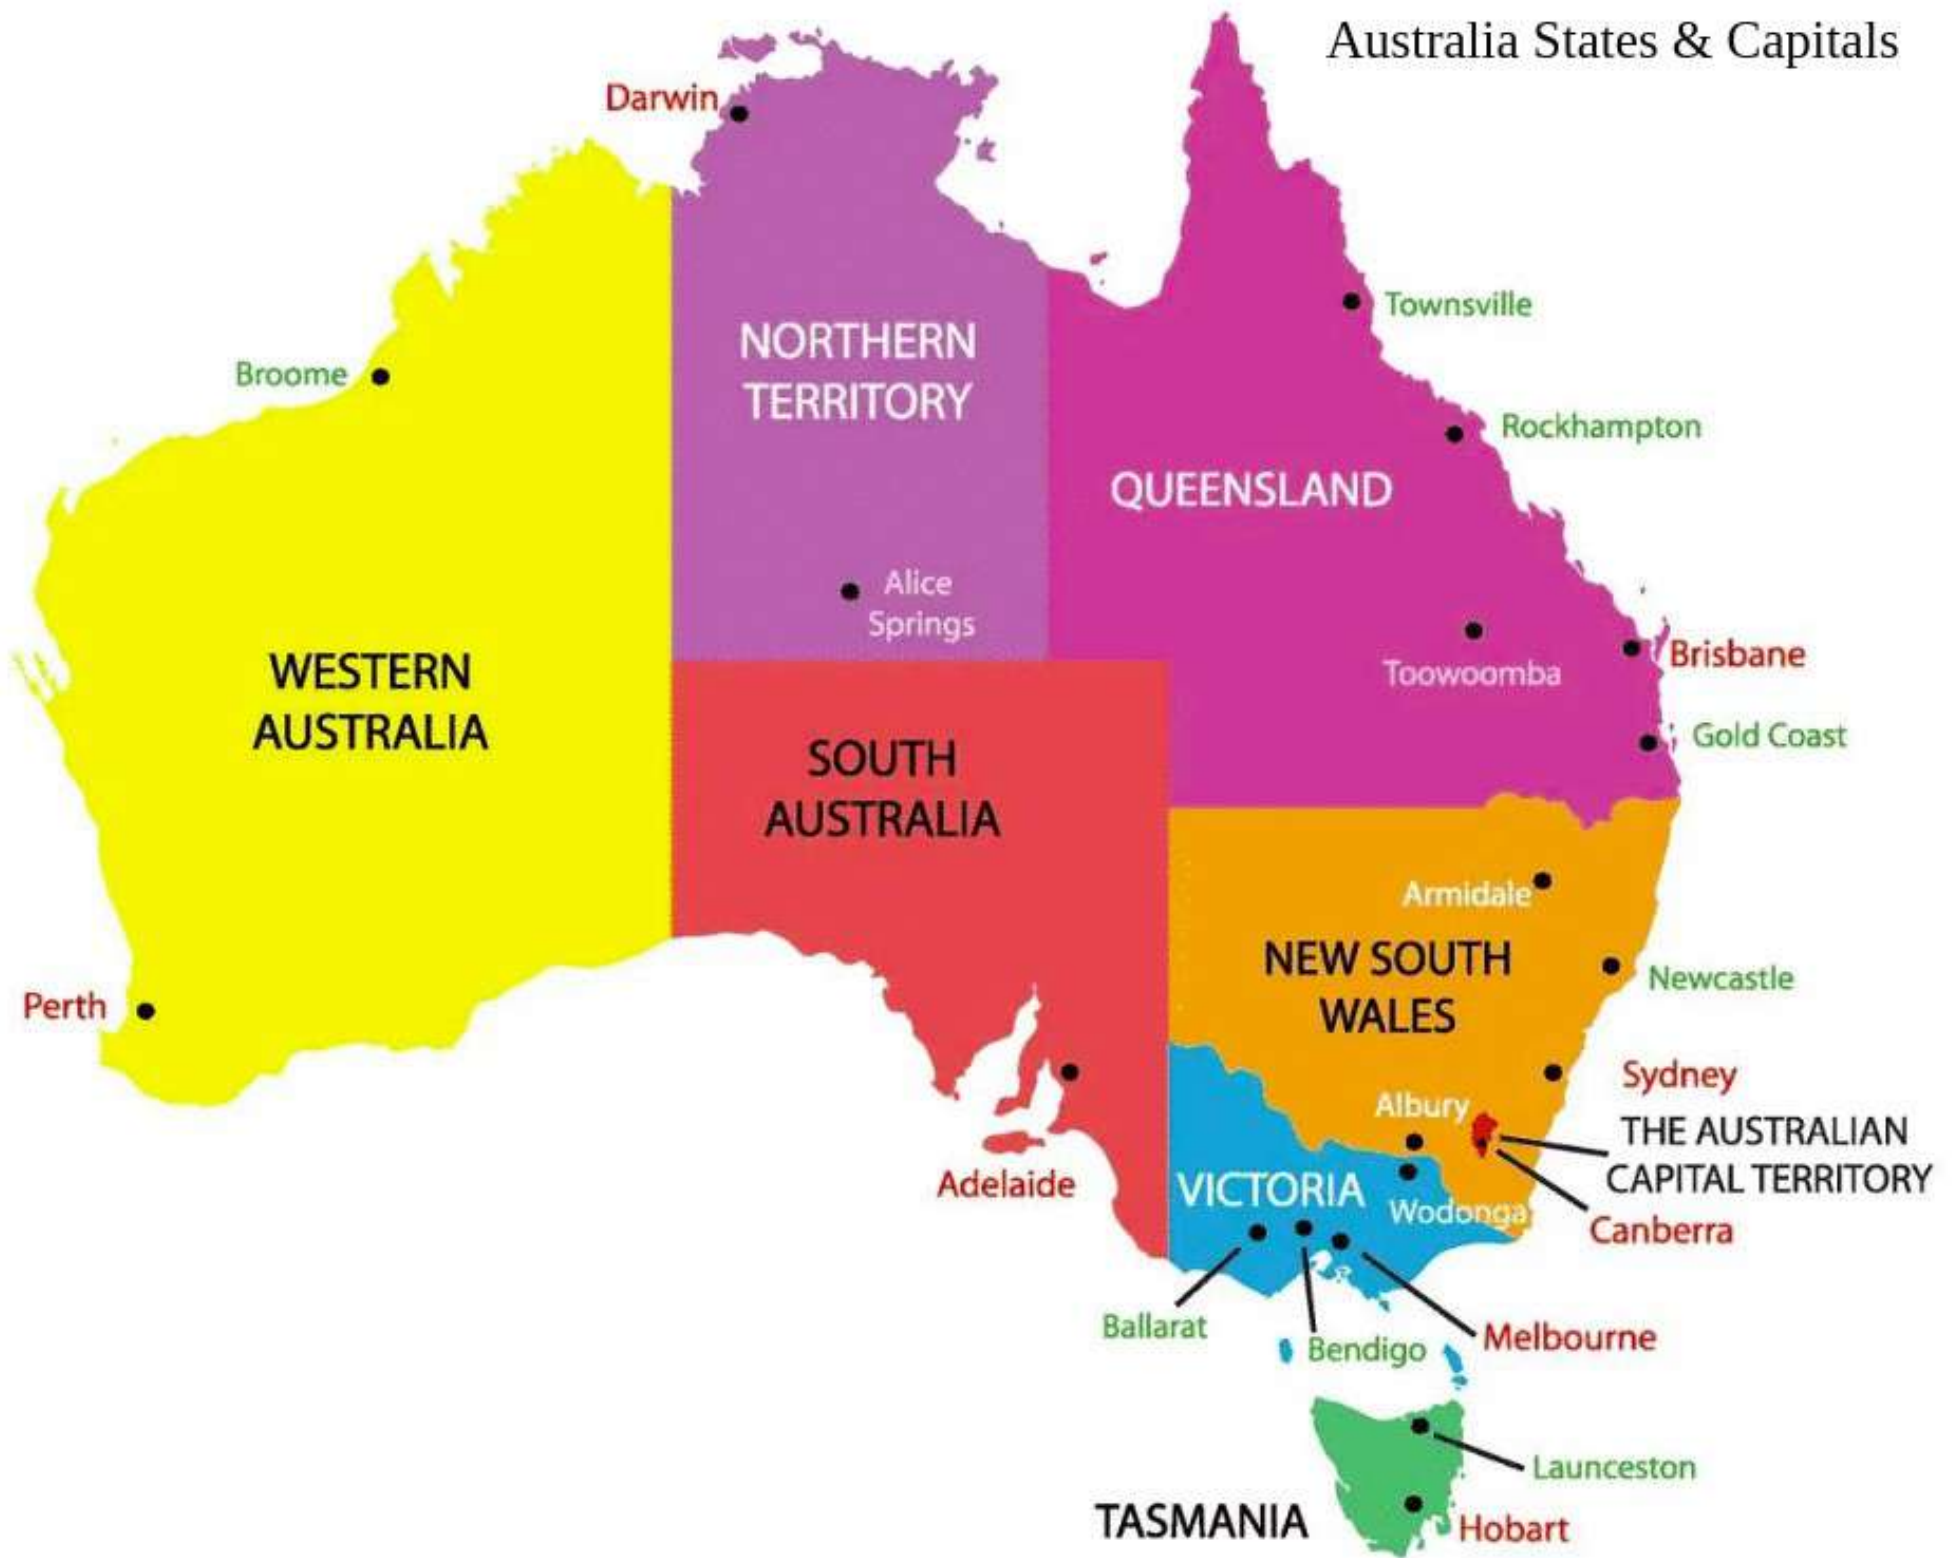 Australia States & Capitals
Darwin
Townsville
NORTHERN
TERRITORY
Broome
Rockhampton
QUEENSLAND
Alice
Springs
WESTERN
AUSTRALIA
Toowoomba
Brisbane
Gold Coast
SOUTH
AUSTRALIA
Armidale
NEW SOUTH
WALES
Newcastle
Perth
Sydney
Albury
THE AUSTRALIAN
CAPITAL TERRITORY
Adelaide
VICTORIA
Wodonga
Canberra
Ballarat
Bendigo
Melbourne
Launceston
TASMANIA
Hobart